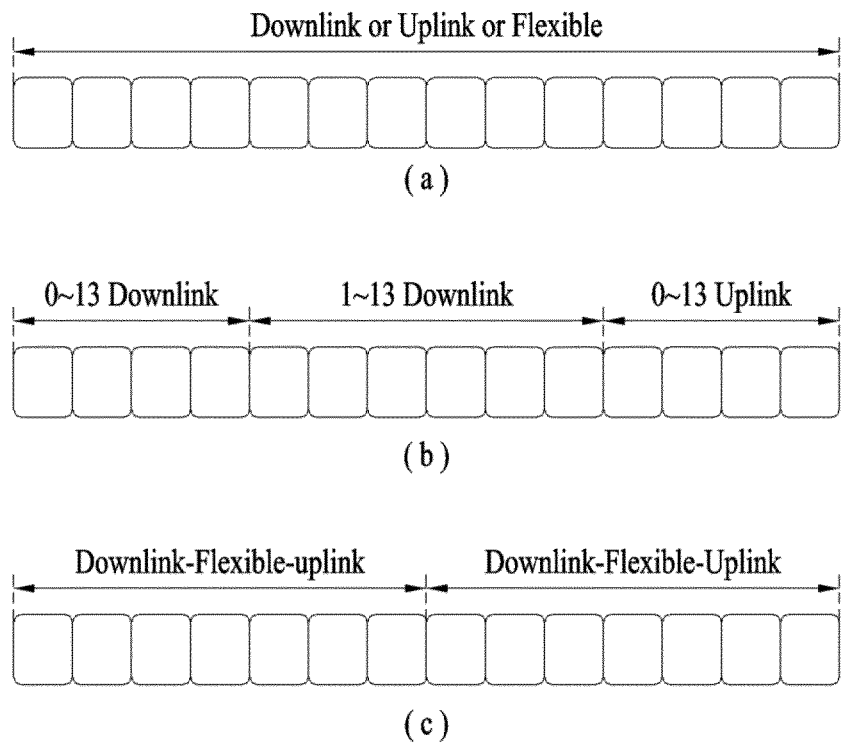 Downlink or Uplink or Flexible
( a )
0~13 Downlink 1~13 Downlink 0~13 Uplink
( b )
Downlink-Flexible-uplink Downlink-Flexible-Uplink
( c )